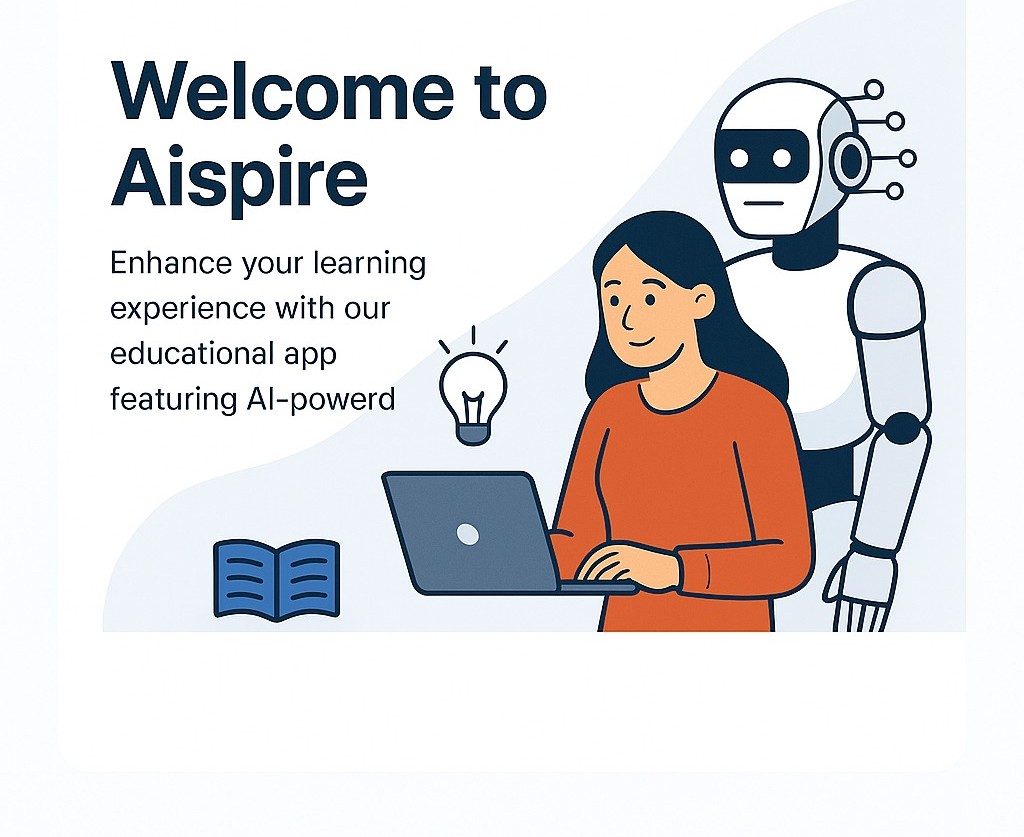 Welcome to
Aispire
Enhance your learning
experience with our
educational app
featuring AI-powerd